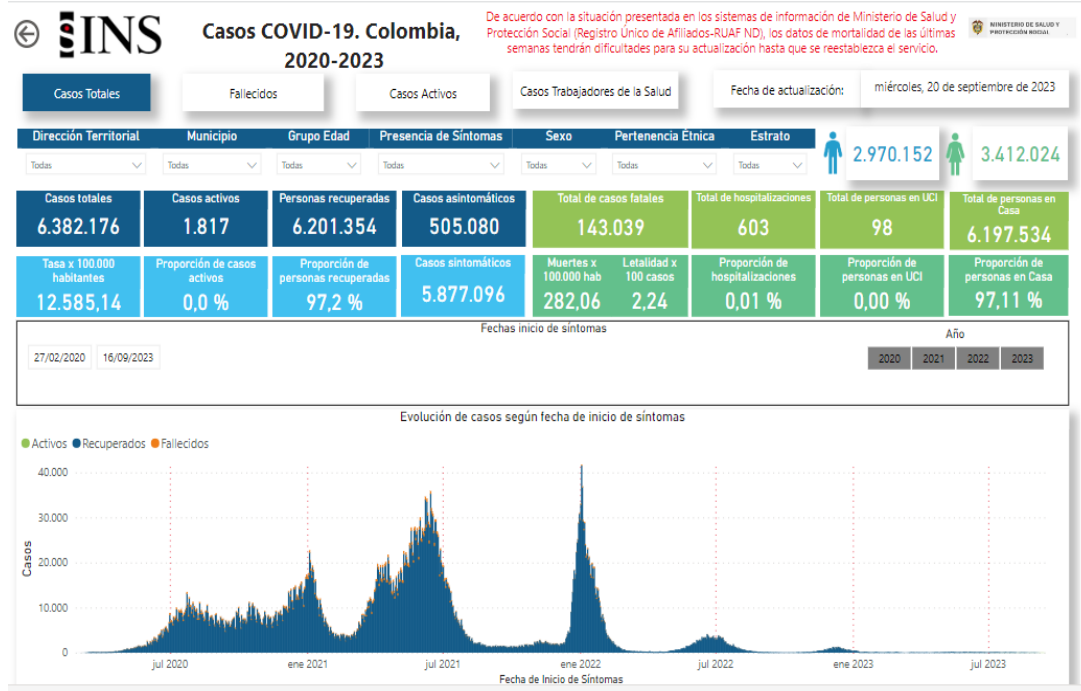 INS
Casos COVID-19. Colombia,
2020-2023
De acuerdo con la situación presentada en los sistemas de información de Ministerio de Salud y
Protección Social (Registro Único de Afiliados-RUAF ND), los datos de mortalidad de las últimas
semanas tendrán dificultades para su actualización hasta que se reestablezca el servicio.
MINISTERIO DE SALUD Y
PROTECCIÓN SOCIAL
Casos Totales
Fallecidos
Casos Activos
Casos Trabajadores de la Salud
Fecha de actualización:
miércoles, 20 de septiembre de 2023
Dirección Territorial
Municipio
Grupo Edad
Presencia de Síntomas
Sexo
Pertenencia Étnica
Estrato
Todas
Todas
Todas
Todas
Todas
Todas
Todas
2.970.152
3.412.024
Casos totales
6.382.176
Casos activos
1.817
Personas recuperadas
6.201.354
Casos asintomáticos
505.080
Total de casos fatales
143.039
Total de hospitalizaciones
603
Total de personas en UCI
98
Total de personas en
Casa
6.197.534
Tasa x 100.000
habitantes
12.585,14
Proporción de casos
activos
0,0 %
Proporción de
personas recuperadas
97,2 %
Casos sintomáticos
5.877.096
Muertes x
100.000 hab
282,06
Letalidad x
100 casos
2,24
Proporción de
hospitalizaciones
0,01 %
Proporción de
personas en UCI
0,00 %
Proporción de
personas en Casa
97,11 %
Fechas inicio de síntomas
27/02/2020
16/09/2023
Año
2020
2021
2022
2023
Evolución de casos según fecha de inicio de síntomas
Activos
Recuperados
Fallecidos
Casos
40.000
30.000
20.000
10.000
0
jul 2020
ene 2021
jul 2021
ene 2022
jul 2022
ene 2023
jul 2023
Fecha de Inicio de Síntomas